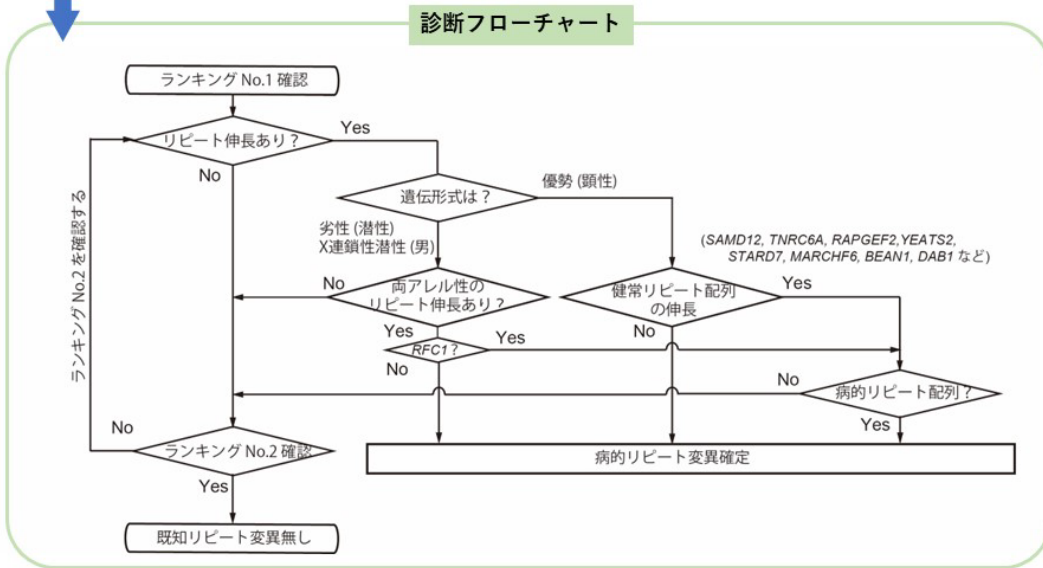 診断フローチャート
ランキング No.1 確認
リピート伸長あり？
Yes
No
遺伝形式は？
優勢 (顕性)
劣性 (潜性)
X連鎖性潜性 (男)
(SAMD12, TNRC6A, RAPGEF2,YEATS2,
STARD7, MARCHF6, BEAN1, DAB1 など)
ランキング No.2 を確認する
No
両アレル性の
リピート伸長あり？
健常リピート配列
の伸長
Yes
Yes
No
RFC1？
Yes
No
No
病的リピート配列？
Yes
No
ランキング No.2 確認
病的リピート変異確定
Yes
既知リピート変異無し